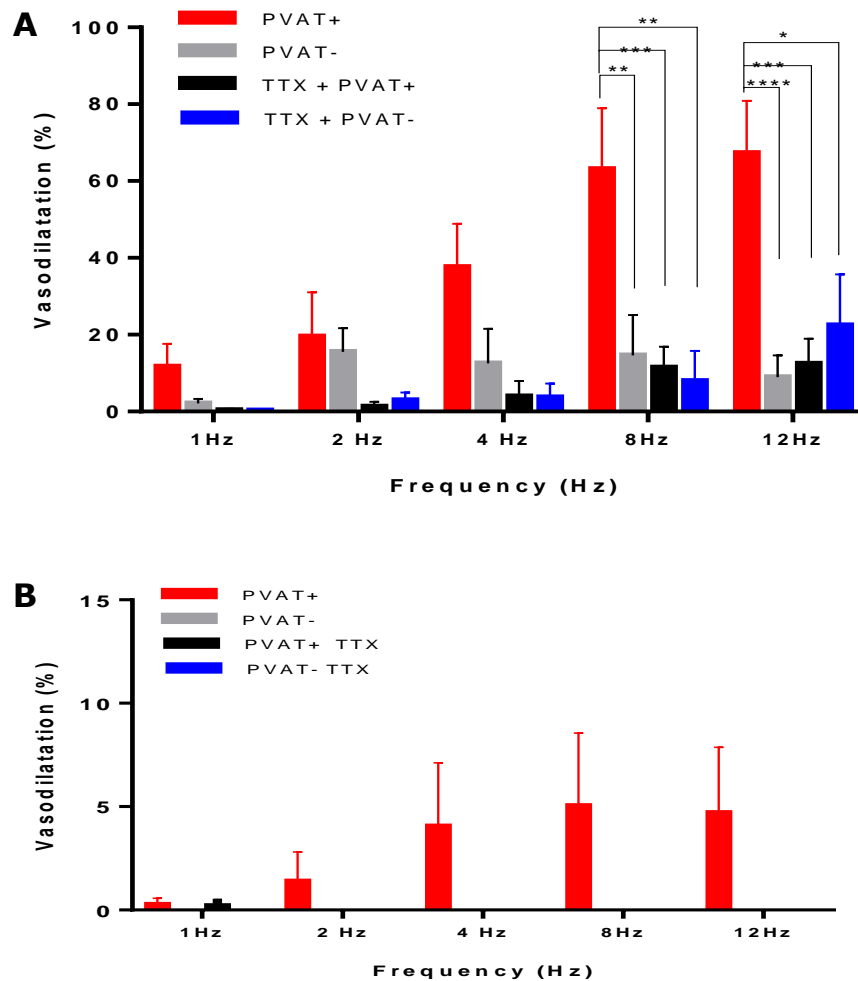 A
PVAT+
PVAT-
TTX + PVAT+
TTX + PVAT-
100
80
60
40
20
0
Vasodilatation (%)
**
***
**
*
***
****
1Hz 2 Hz 4 Hz 8Hz 12Hz
Frequency (Hz)
B
PVAT+
PVAT-
PVAT+ TTX
PVAT- TTX
15
10
5
0
Vasodilatation (%)
1Hz 2 Hz 4 Hz 8Hz 12Hz
Frequency (Hz)